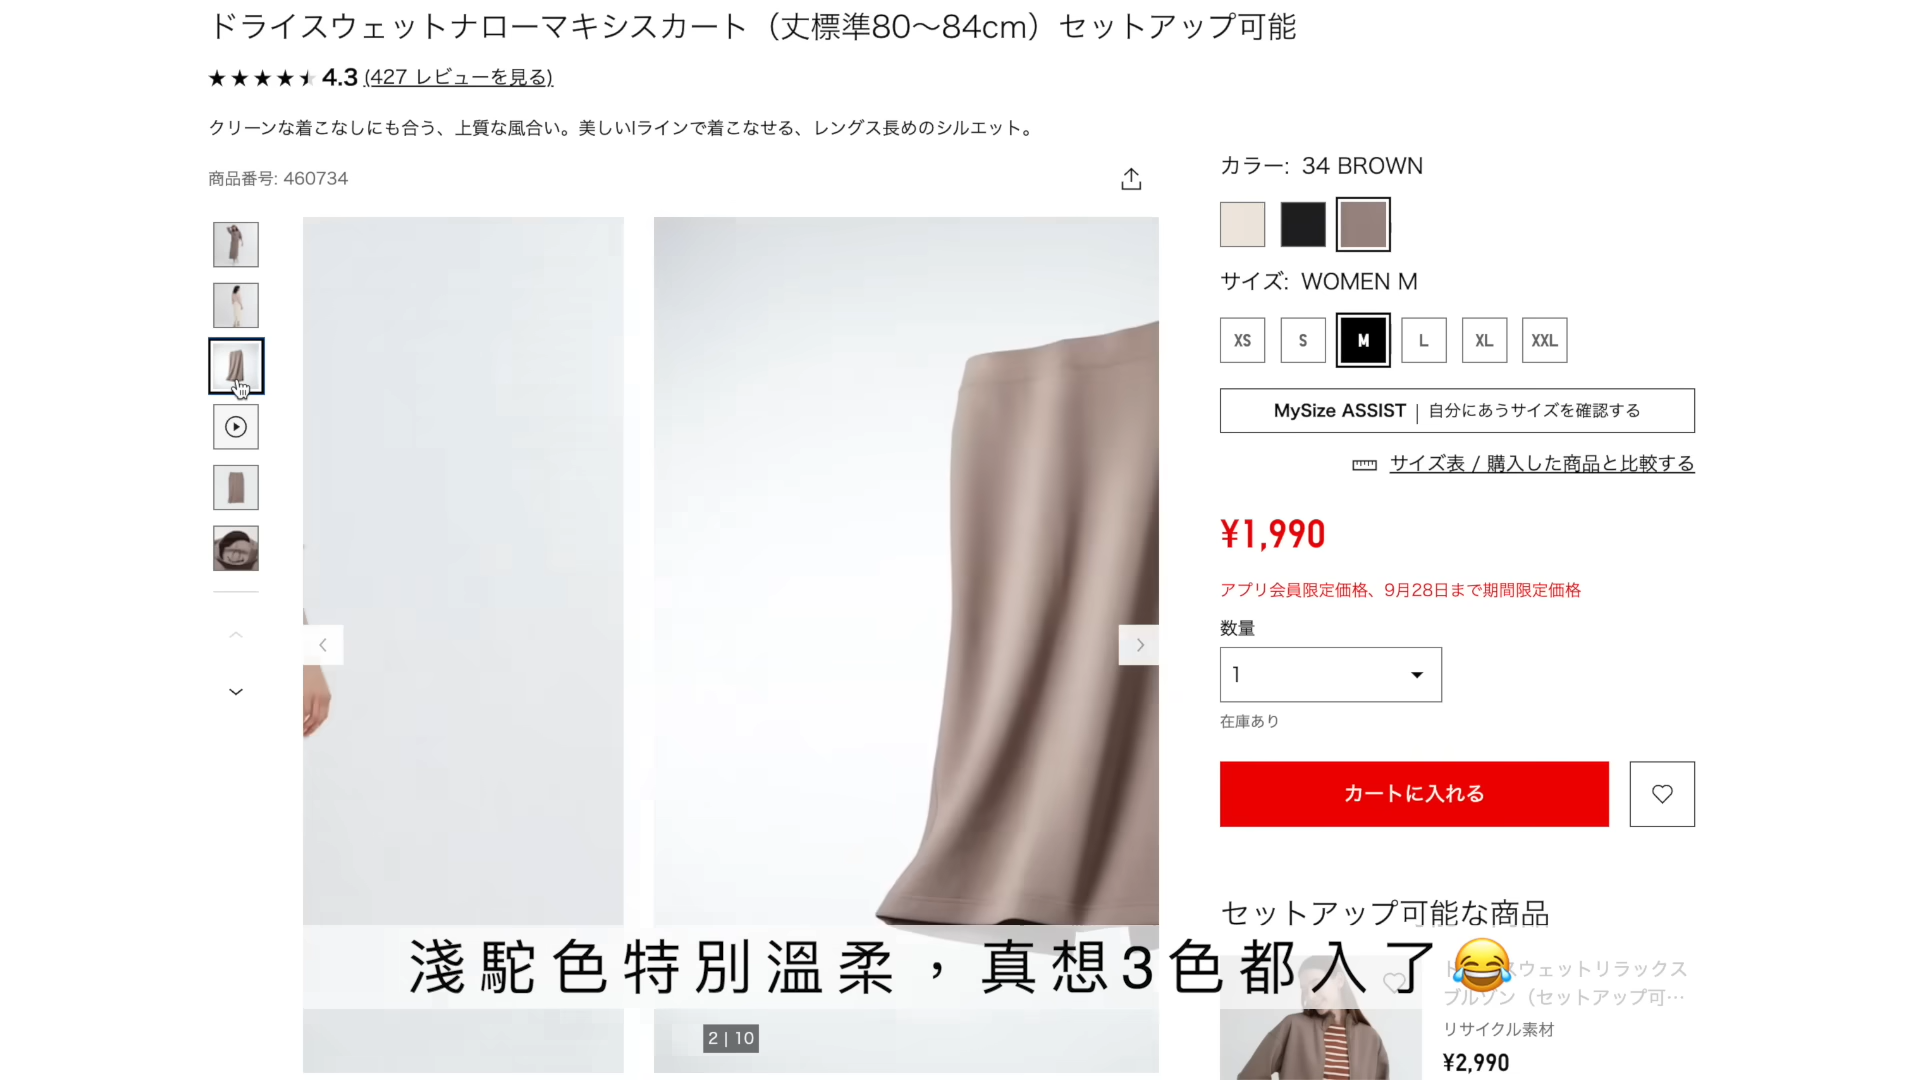 ドライスウェットナローマキシスカート（丈標準80〜84cm）セットアップ可能
4.3 (427 レビューを見る)
クリーンな着こなしにも合う、上質な風合い。美しいIラインで着こなせる、レングス長めのシルエット。
商品番号: 460734
カラー: 34 BROWN
サイズ: WOMEN M
XS S M L XL XXL
MySize ASSIST | 自分にあうサイズを確認する
サイズ表 / 購入した商品と比較する
¥1,990
アプリ会員限定価格、9月28日まで期間限定価格
数量
1
在庫あり
カートに入れる
セットアップ可能な商品
淺駝色特別溫柔，真想3色都入了😂
スウェットリラックス
ブルゾン（セットアップ可…
リサイクル素材
¥2,990
2 | 10